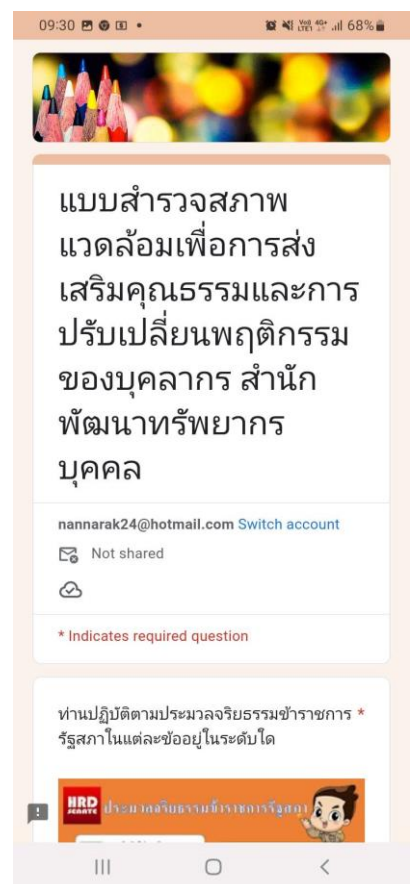 09:30
Vo)) 4G+ 68%
LTE1
แบบสำรวจสภาพ
แวดล้อมเพื่อการส่ง
เสริมคุณธรรมและการ
ปรับเปลี่ยนพฤติกรรม
ของบุคลากร สำนัก
พัฒนาทรัพยากร
บุคคล
nannarak24@hotmail.com Switch account
Not shared
* Indicates required question
ท่านปฏิบัติตามประมวลจริยธรรมข้าราชการ *
รัฐสภาในแต่ละข้ออยู่ในระดับใด
HRD ประมวลจริยธรรมข้าราชการรัฐสภา
SENATE